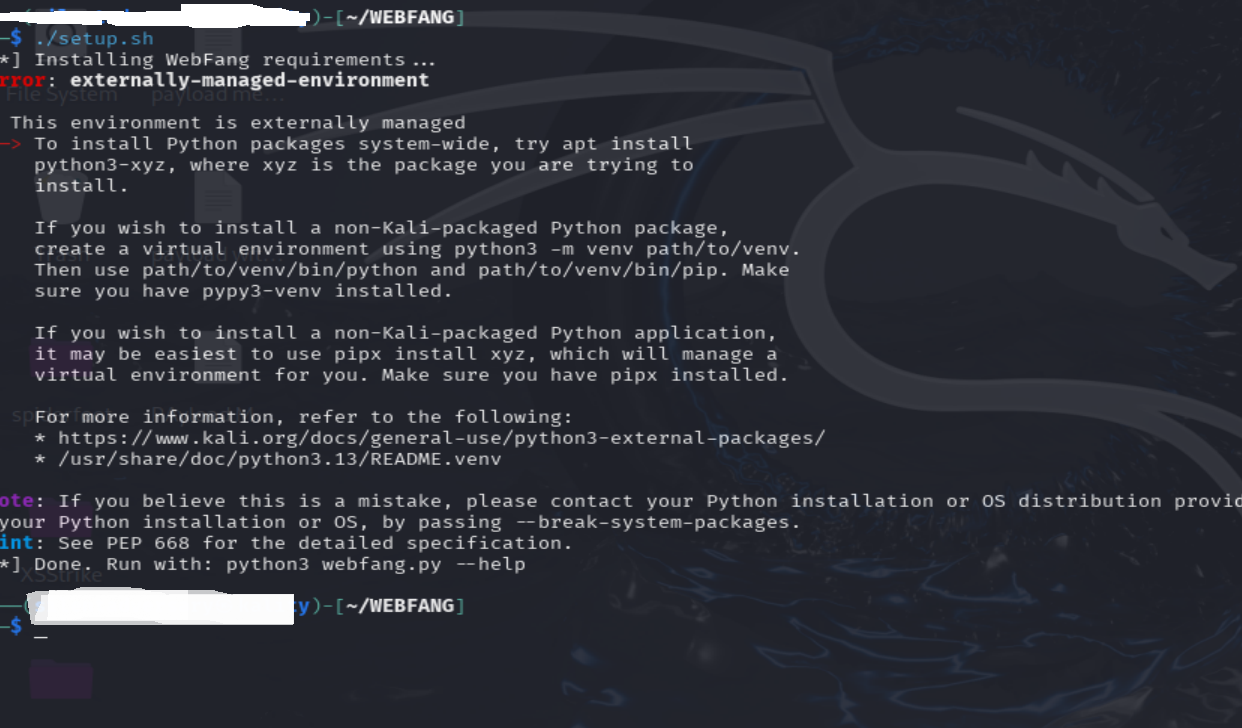 )-[~/WEBFANG]
-$ ./setup.sh
*] Installing WebFang requirements ...
rror: externally-managed-environment
File System payload me...
This environment is externally managed
-> To install Python packages system-wide, try apt install
python3-xyz, where xyz is the package you are trying to
install.
If you wish to install a non-Kali-packaged Python package,
create a virtual environment using python3 -m venv path/to/venv.
Then use path/to/venv/bin/python and path/to/venv/bin/pip. Make
sure you have pypy3-venv installed.
If you wish to install a non-Kali-packaged Python application,
it may be easiest to use pipx install xyz, which will manage a
virtual environment for you. Make sure you have pipx installed.
For more information, refer to the following:
* https://www.kali.org/docs/general-use/python3-external-packages/
* /usr/share/doc/python3.13/README.venv
ote: If you believe this is a mistake, please contact your Python installation or OS distribution provid
your Python installation or OS, by passing --break-system-packages.
int: See PEP 668 for the detailed specification.
*] Done. Run with: python3 webfang.py --help
XSStrike
y)-[~/WEBFANG]
-$ _